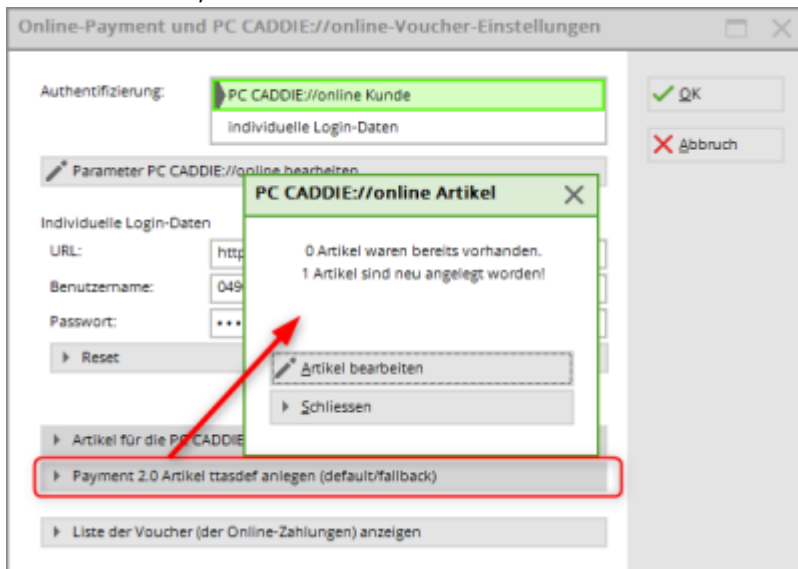 Online-Payment und PC CADDIE://online-Voucher-Einstellungen
Authentifizierung:
PC CADDIE://online Kunde
individuelle Login-Daten
OK
Abbruch
Parameter PC CADDIE://online bearbeiten
PC CADDIE://online Artikel
0 Artikel waren bereits vorhanden.
1 Artikel sind neu angelegt worden!
Artikel bearbeiten
Schliessen
Individuelle Login-Daten
URL:
http
Benutzername:
049
Passwort:
•••
Reset
Artikel für die PC CADDIE
Payment 2.0 Artikel ttasdef anlegen (default/fallback)
Liste der Voucher (der Online-Zahlungen) anzeigen